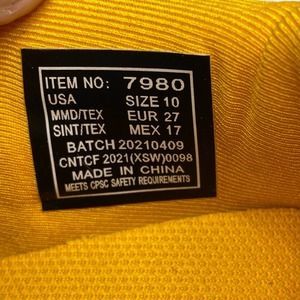 ITEM NO: 7980
USA SIZE 10
MMD/TEX EUR 27
SINT/TEX MEX 17
BATCH 20210409
CNTCF 2021(XSW)0098
MADE IN CHINA
MEETS CPSC SAFETY REQUIREMENTS